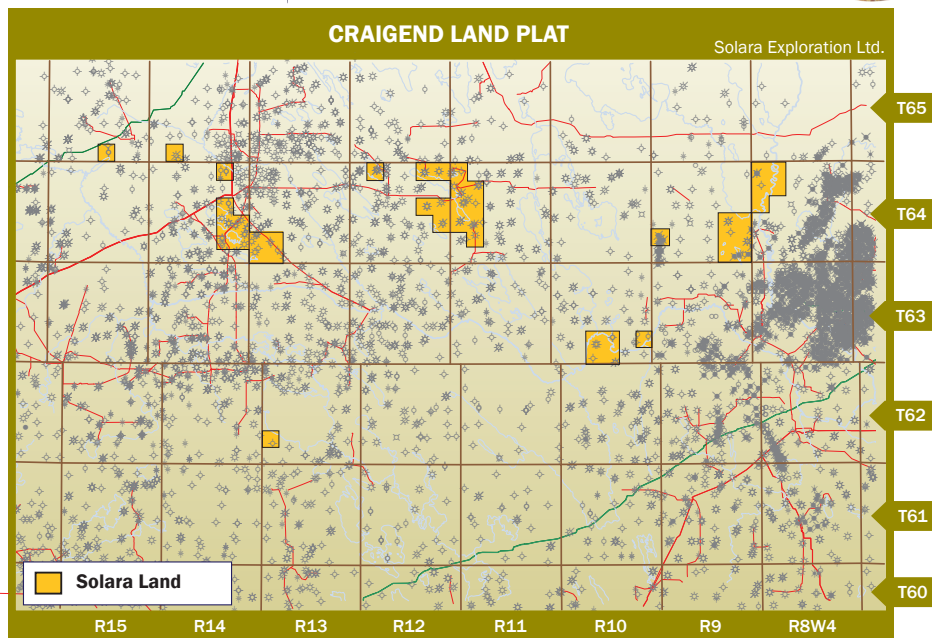 CRAIGEND LAND PLAT
Solara Exploration Ltd.
T65
T64
T63
T62
T61
T60
Solara Land
R15 R14 R13 R12 R11 R10 R9 R8W4